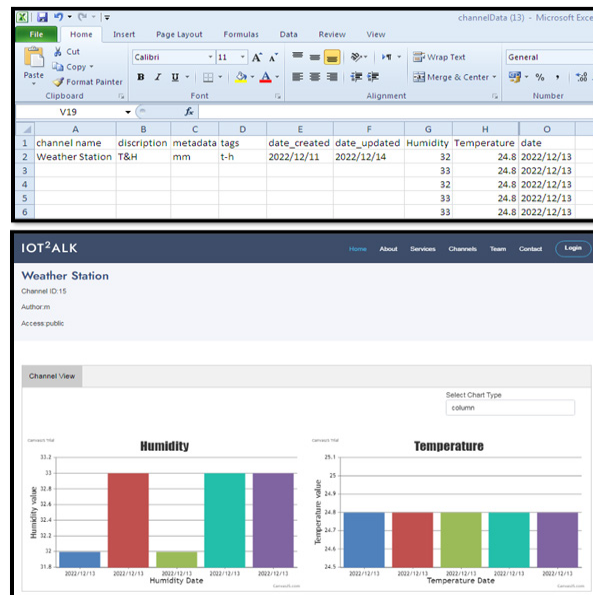 channelData (13) - Microsoft Exce
File Home Insert Page Layout Formulas Data Review View
Cut
Copy
Format Painter
Paste
Calibri 11
B I U
Wrap Text
Merge & Center
General
Clipboard Font Alignment Number
V19 fx
A B C D E F G H O
1 channel name discription metadata tags date_created date_updated Humidity Temperature date
2 Weather Station T&H mm t-h 2022/12/11 2022/12/14 32 24.8 2022/12/13
3 33 24.8 2022/12/13
4 32 24.8 2022/12/13
5 33 24.8 2022/12/13
6 33 24.8 2022/12/13
IOT²ALK Home About Services Channels Team Contact Login
Weather Station
Channel ID:15
Author:m
Access:public
Channel View
Select Chart Type
column
CanvasJS Trial
Humidity
Humidity value
33.2
33
32.8
32.6
32.4
32.2
32
31.8
2022/12/13 2022/12/13 2022/12/13 2022/12/13 2022/12/13
Humidity Date
CanvasJS.com
CanvasJS Trial
Temperature
Temperature value
25.1
25
24.9
24.8
24.7
24.6
24.5
2022/12/13 2022/12/13 2022/12/13 2022/12/13 2022/12/13
Temperature Date
CanvasJS.com